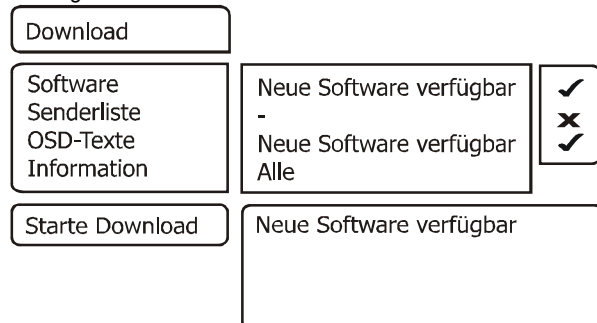 Download
Software Neue Software verfügbar ✓
Senderliste - ×
OSD-Texte Neue Software verfügbar ✓
Information Alle
Starte Download Neue Software verfügbar